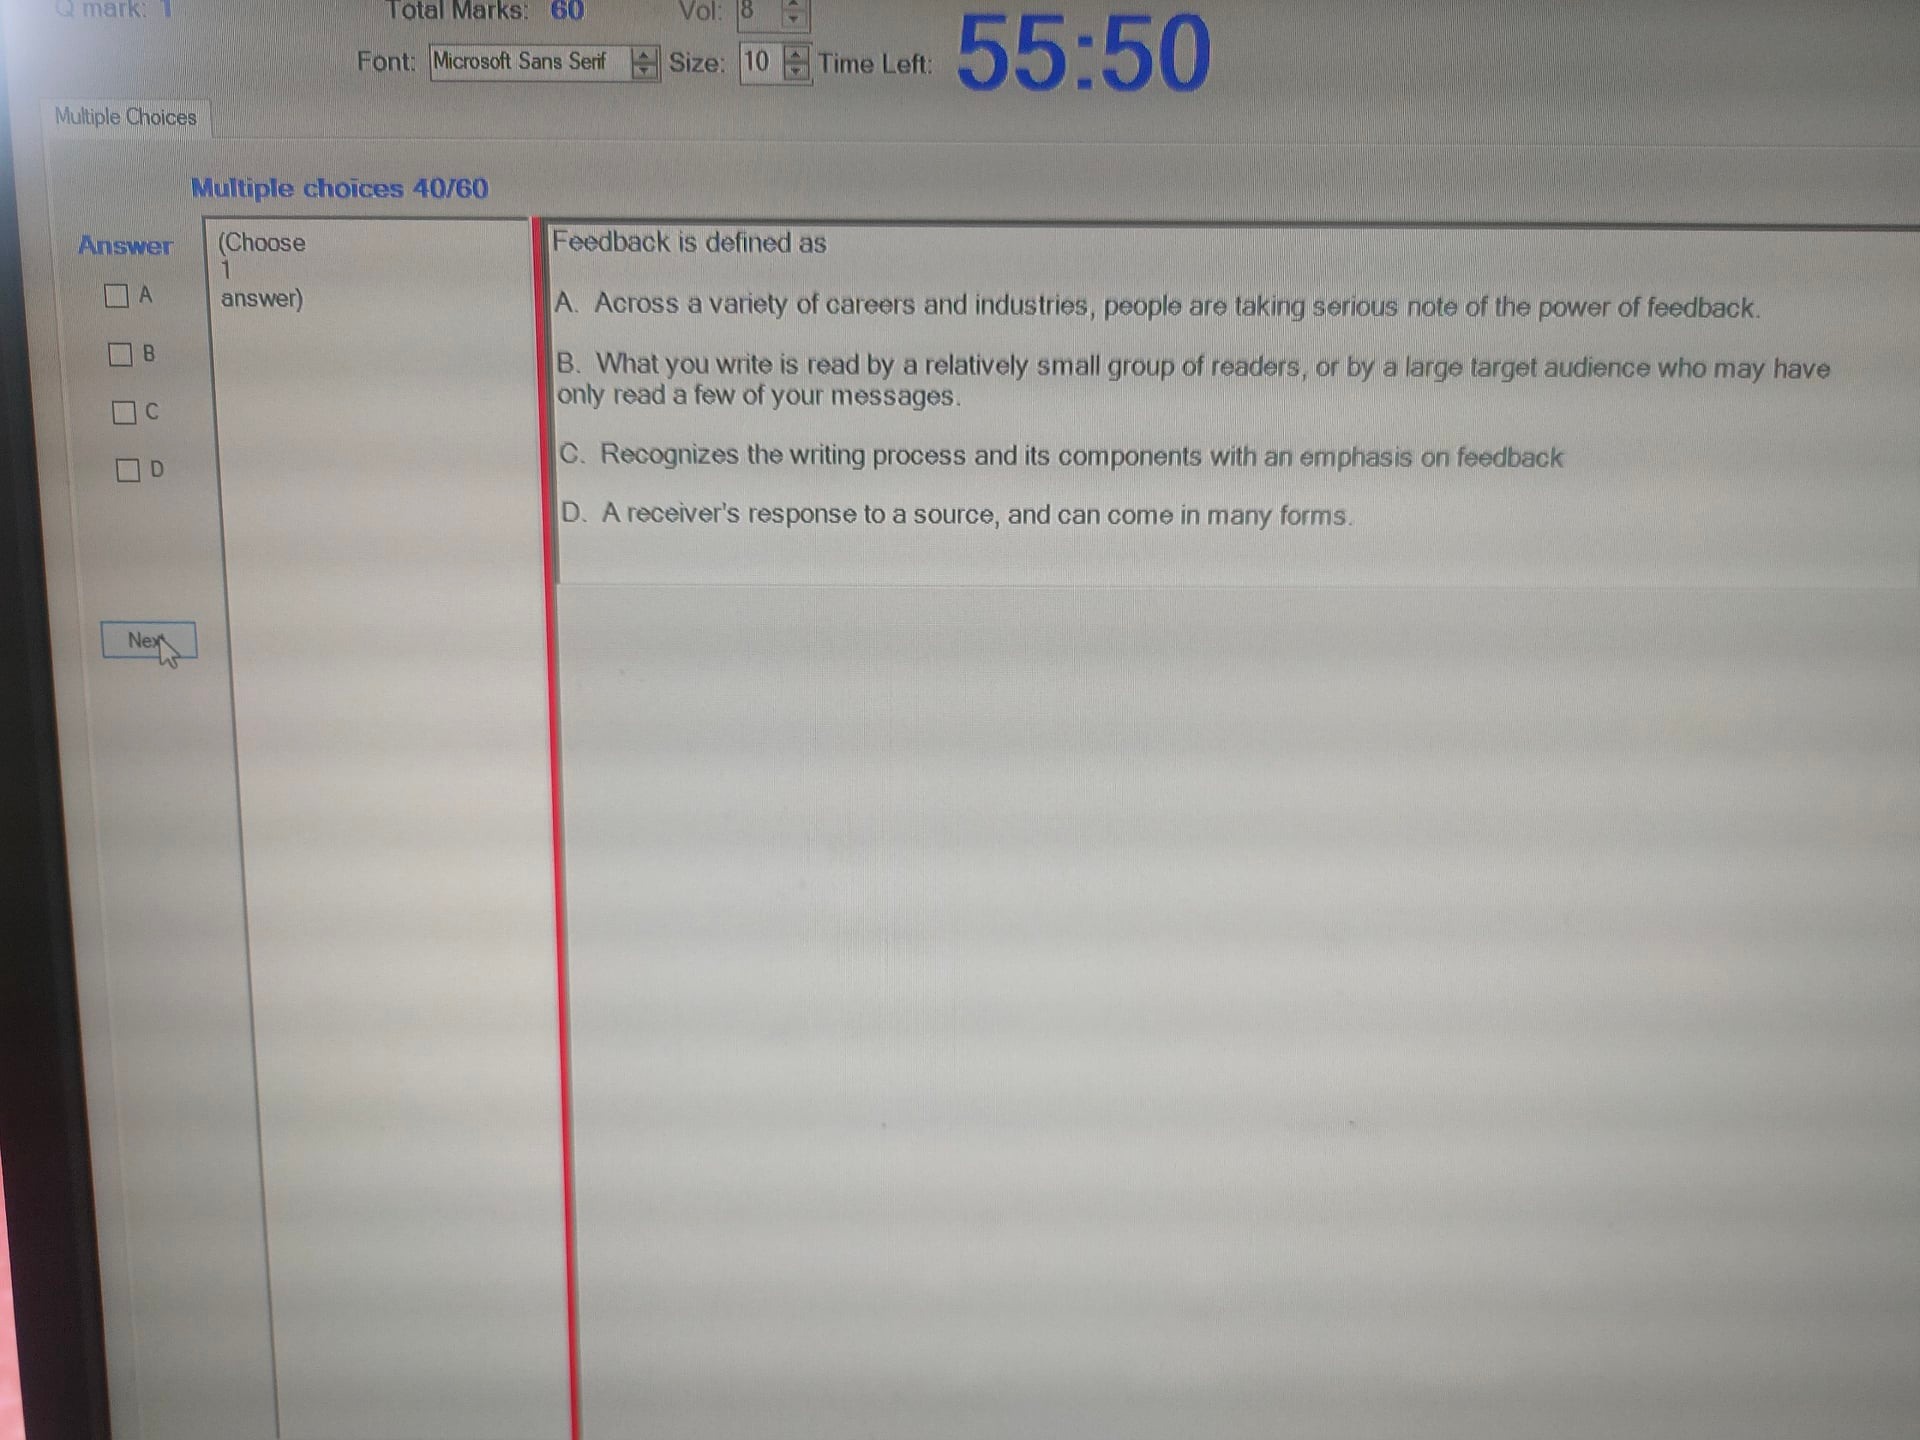 Q mark: 1
Total Marks: 60
Vol: 8
Font: Microsoft Sans Serif
Size: 10
Time Left: 55:50
Multiple Choices
Multiple choices 40/60
Answer
A
B
C
D
Next
(Choose
1
answer)
Feedback is defined as
A. Across a variety of careers and industries, people are taking serious note of the power of feedback.
B. What you write is read by a relatively small group of readers, or by a large target audience who may have
only read a few of your messages.
C. Recognizes the writing process and its components with an emphasis on feedback
D. A receiver's response to a source, and can come in many forms.